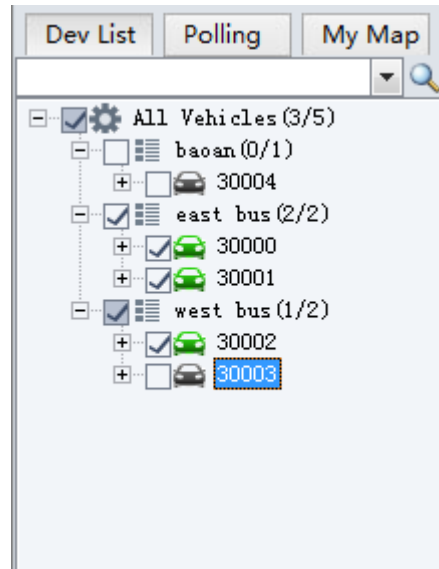 Dev List Polling My Map
All Vehicles(3/5)
baoan(0/1)
30004
east bus(2/2)
30000
30001
west bus(1/2)
30002
30003